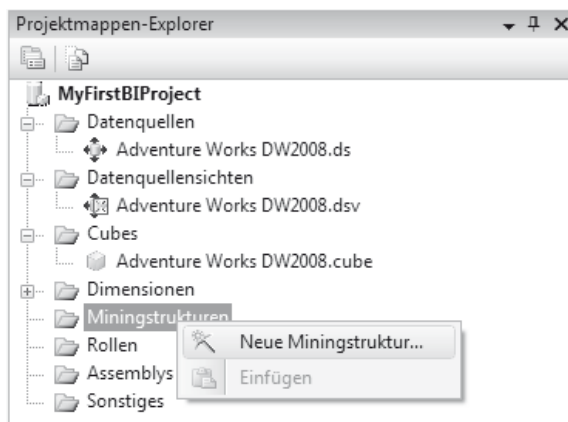 Projektmappen-Explorer
MyFirstBIProject
Datenquellen
Adventure Works DW2008.ds
Datenquellensichten
Adventure Works DW2008.dsv
Cubes
Adventure Works DW2008.cube
Dimensionen
Miningstrukturen
Neue Miningstruktur...
Rollen
Assemblys
Einfügen
Sonstiges